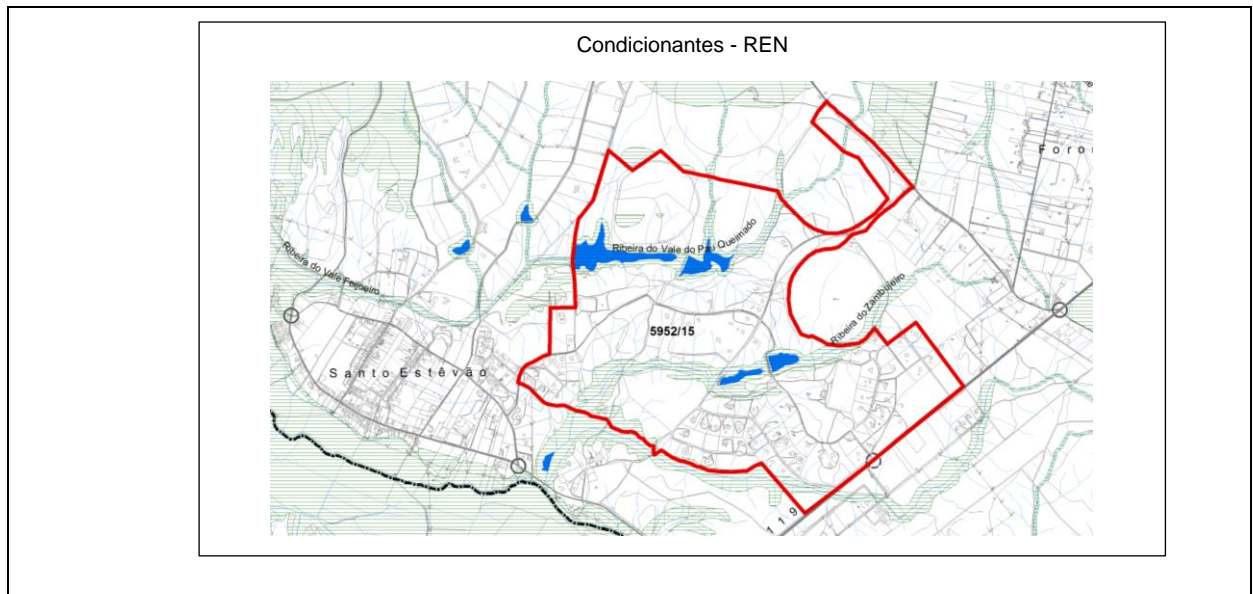 Condicionantes - REN
Foro
Ribeira do Vale do Pau Queimado
Ribeira do Vale Feijoeiro
Ribeira do Zambujeiro
5952/15
Santo Estêvão
119